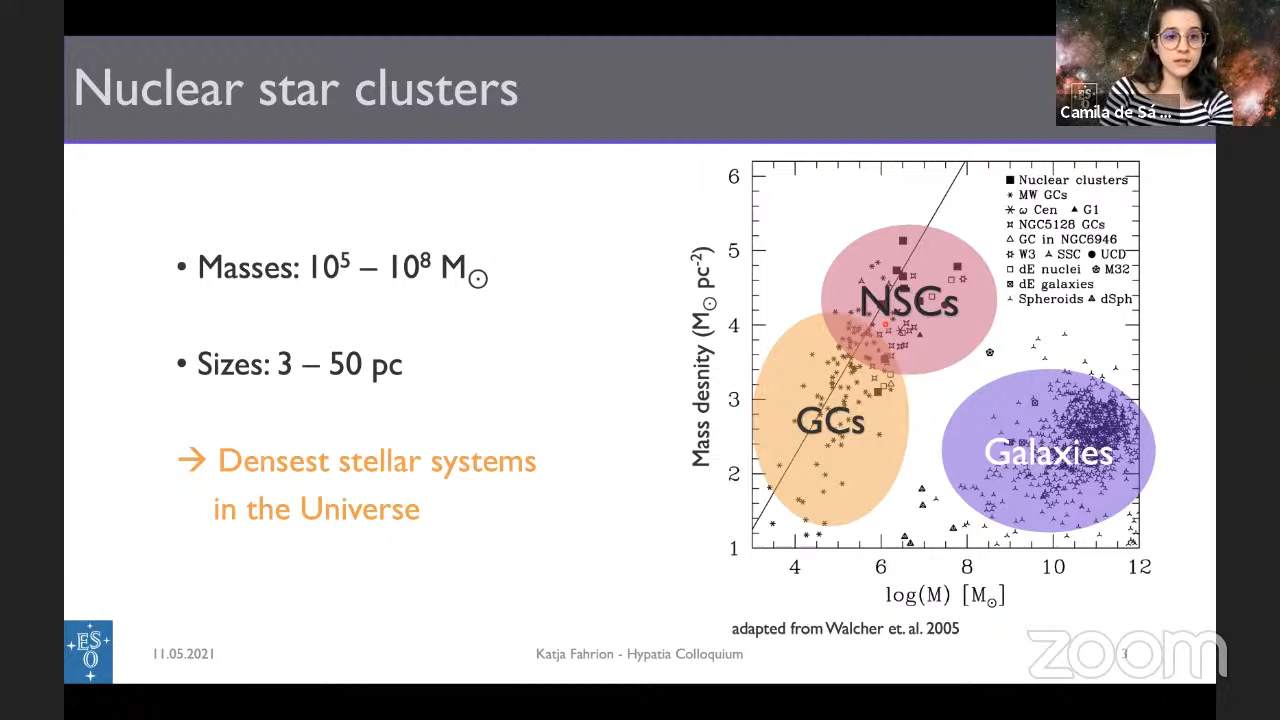 Nuclear star clusters
Camila de Sá ...
• Masses: 10⁵ – 10⁸ M☉
• Sizes: 3 – 50 pc
→ Densest stellar systems
in the Universe
Mass desnity (M☉ pc⁻²)
6
5
4
3
2
1
4
6
8
10
12
log(M) [M☉]
Nuclear clusters
MW GCs
ω Cen G1
NGC5128 GCs
GC in NGC6946
W3 SSC UCD
dE nuclei M32
dE galaxies
Spheroids dSph
NSCs
GCs
Galaxies
adapted from Walcher et. al. 2005
ESO
11.05.2021
Katja Fahrion - Hypatia Colloquium
3
zoom